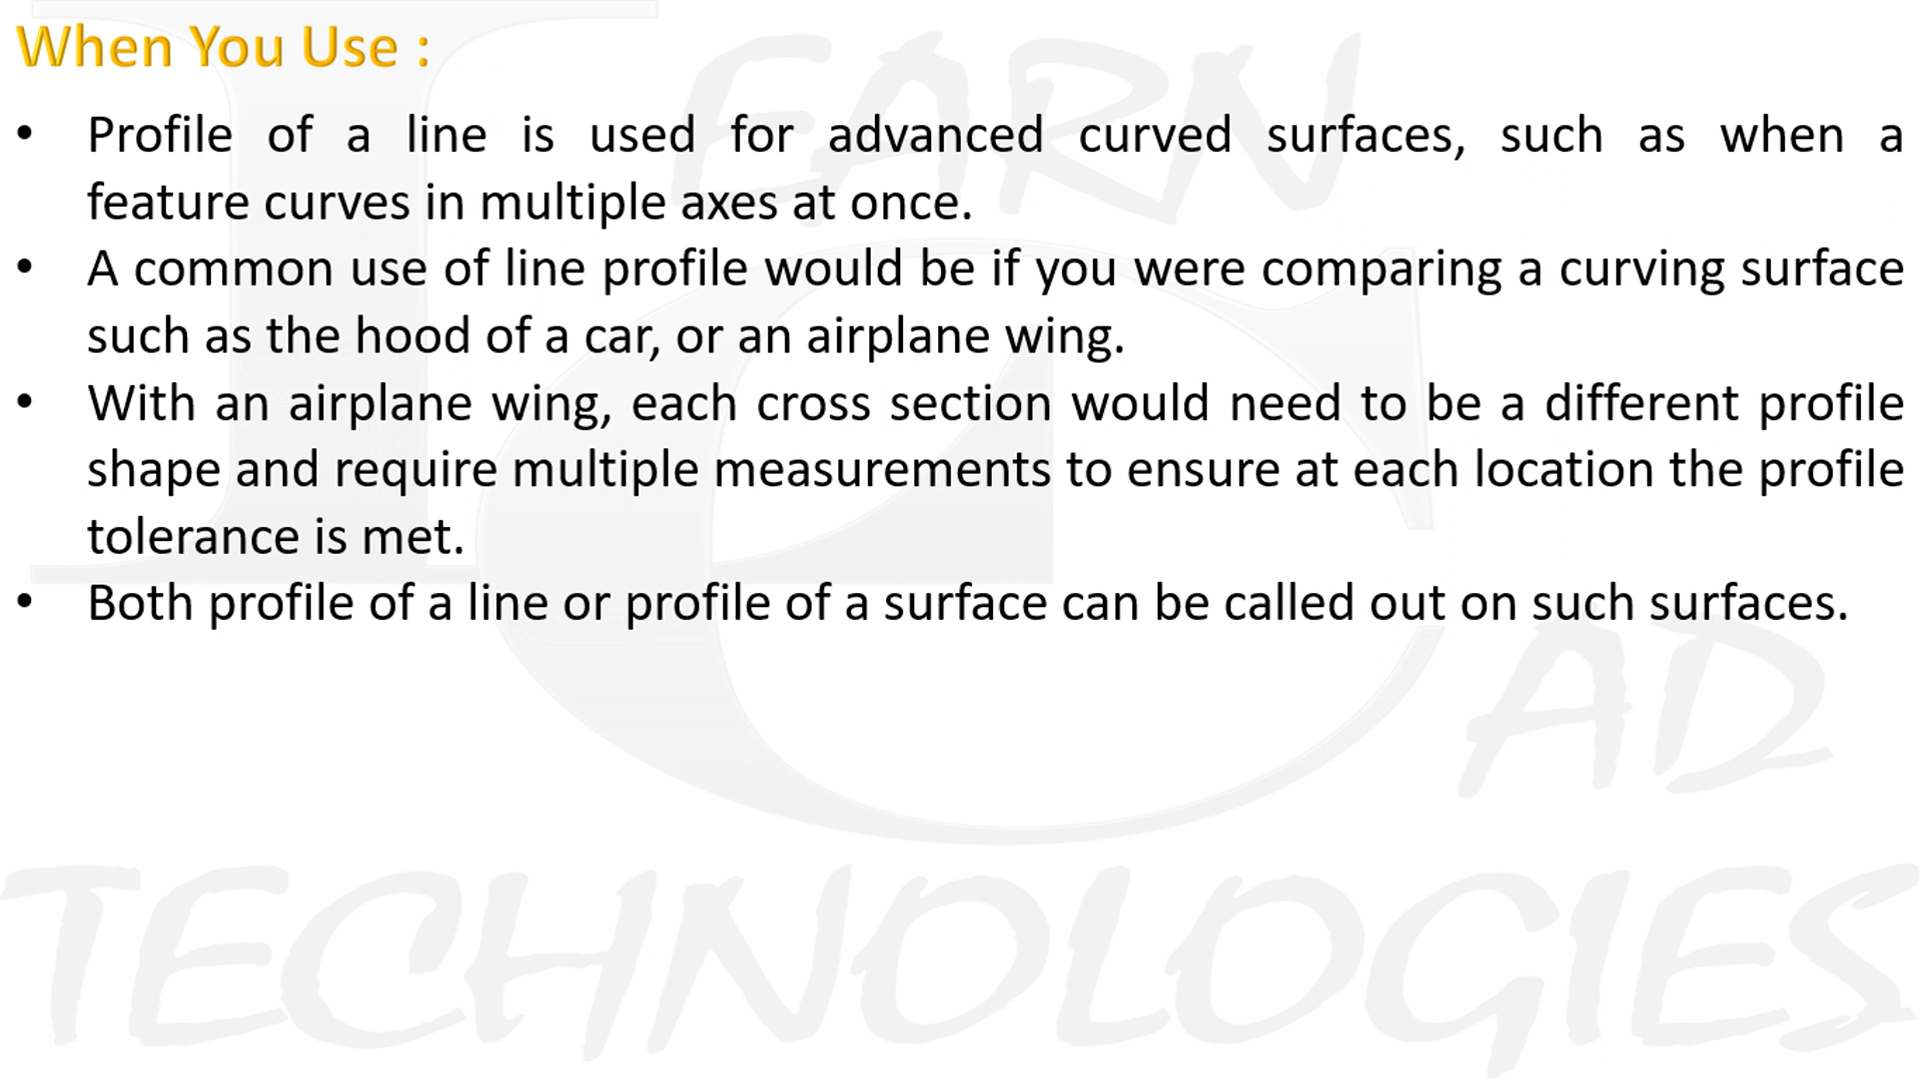 When You Use :
• Profile of a line is used for advanced curved surfaces, such as when a
feature curves in multiple axes at once.
• A common use of line profile would be if you were comparing a curving surface
such as the hood of a car, or an airplane wing.
• With an airplane wing, each cross section would need to be a different profile
shape and require multiple measurements to ensure at each location the profile
tolerance is met.
• Both profile of a line or profile of a surface can be called out on such surfaces.
LEARN
CAD
TECHNOLOGIES